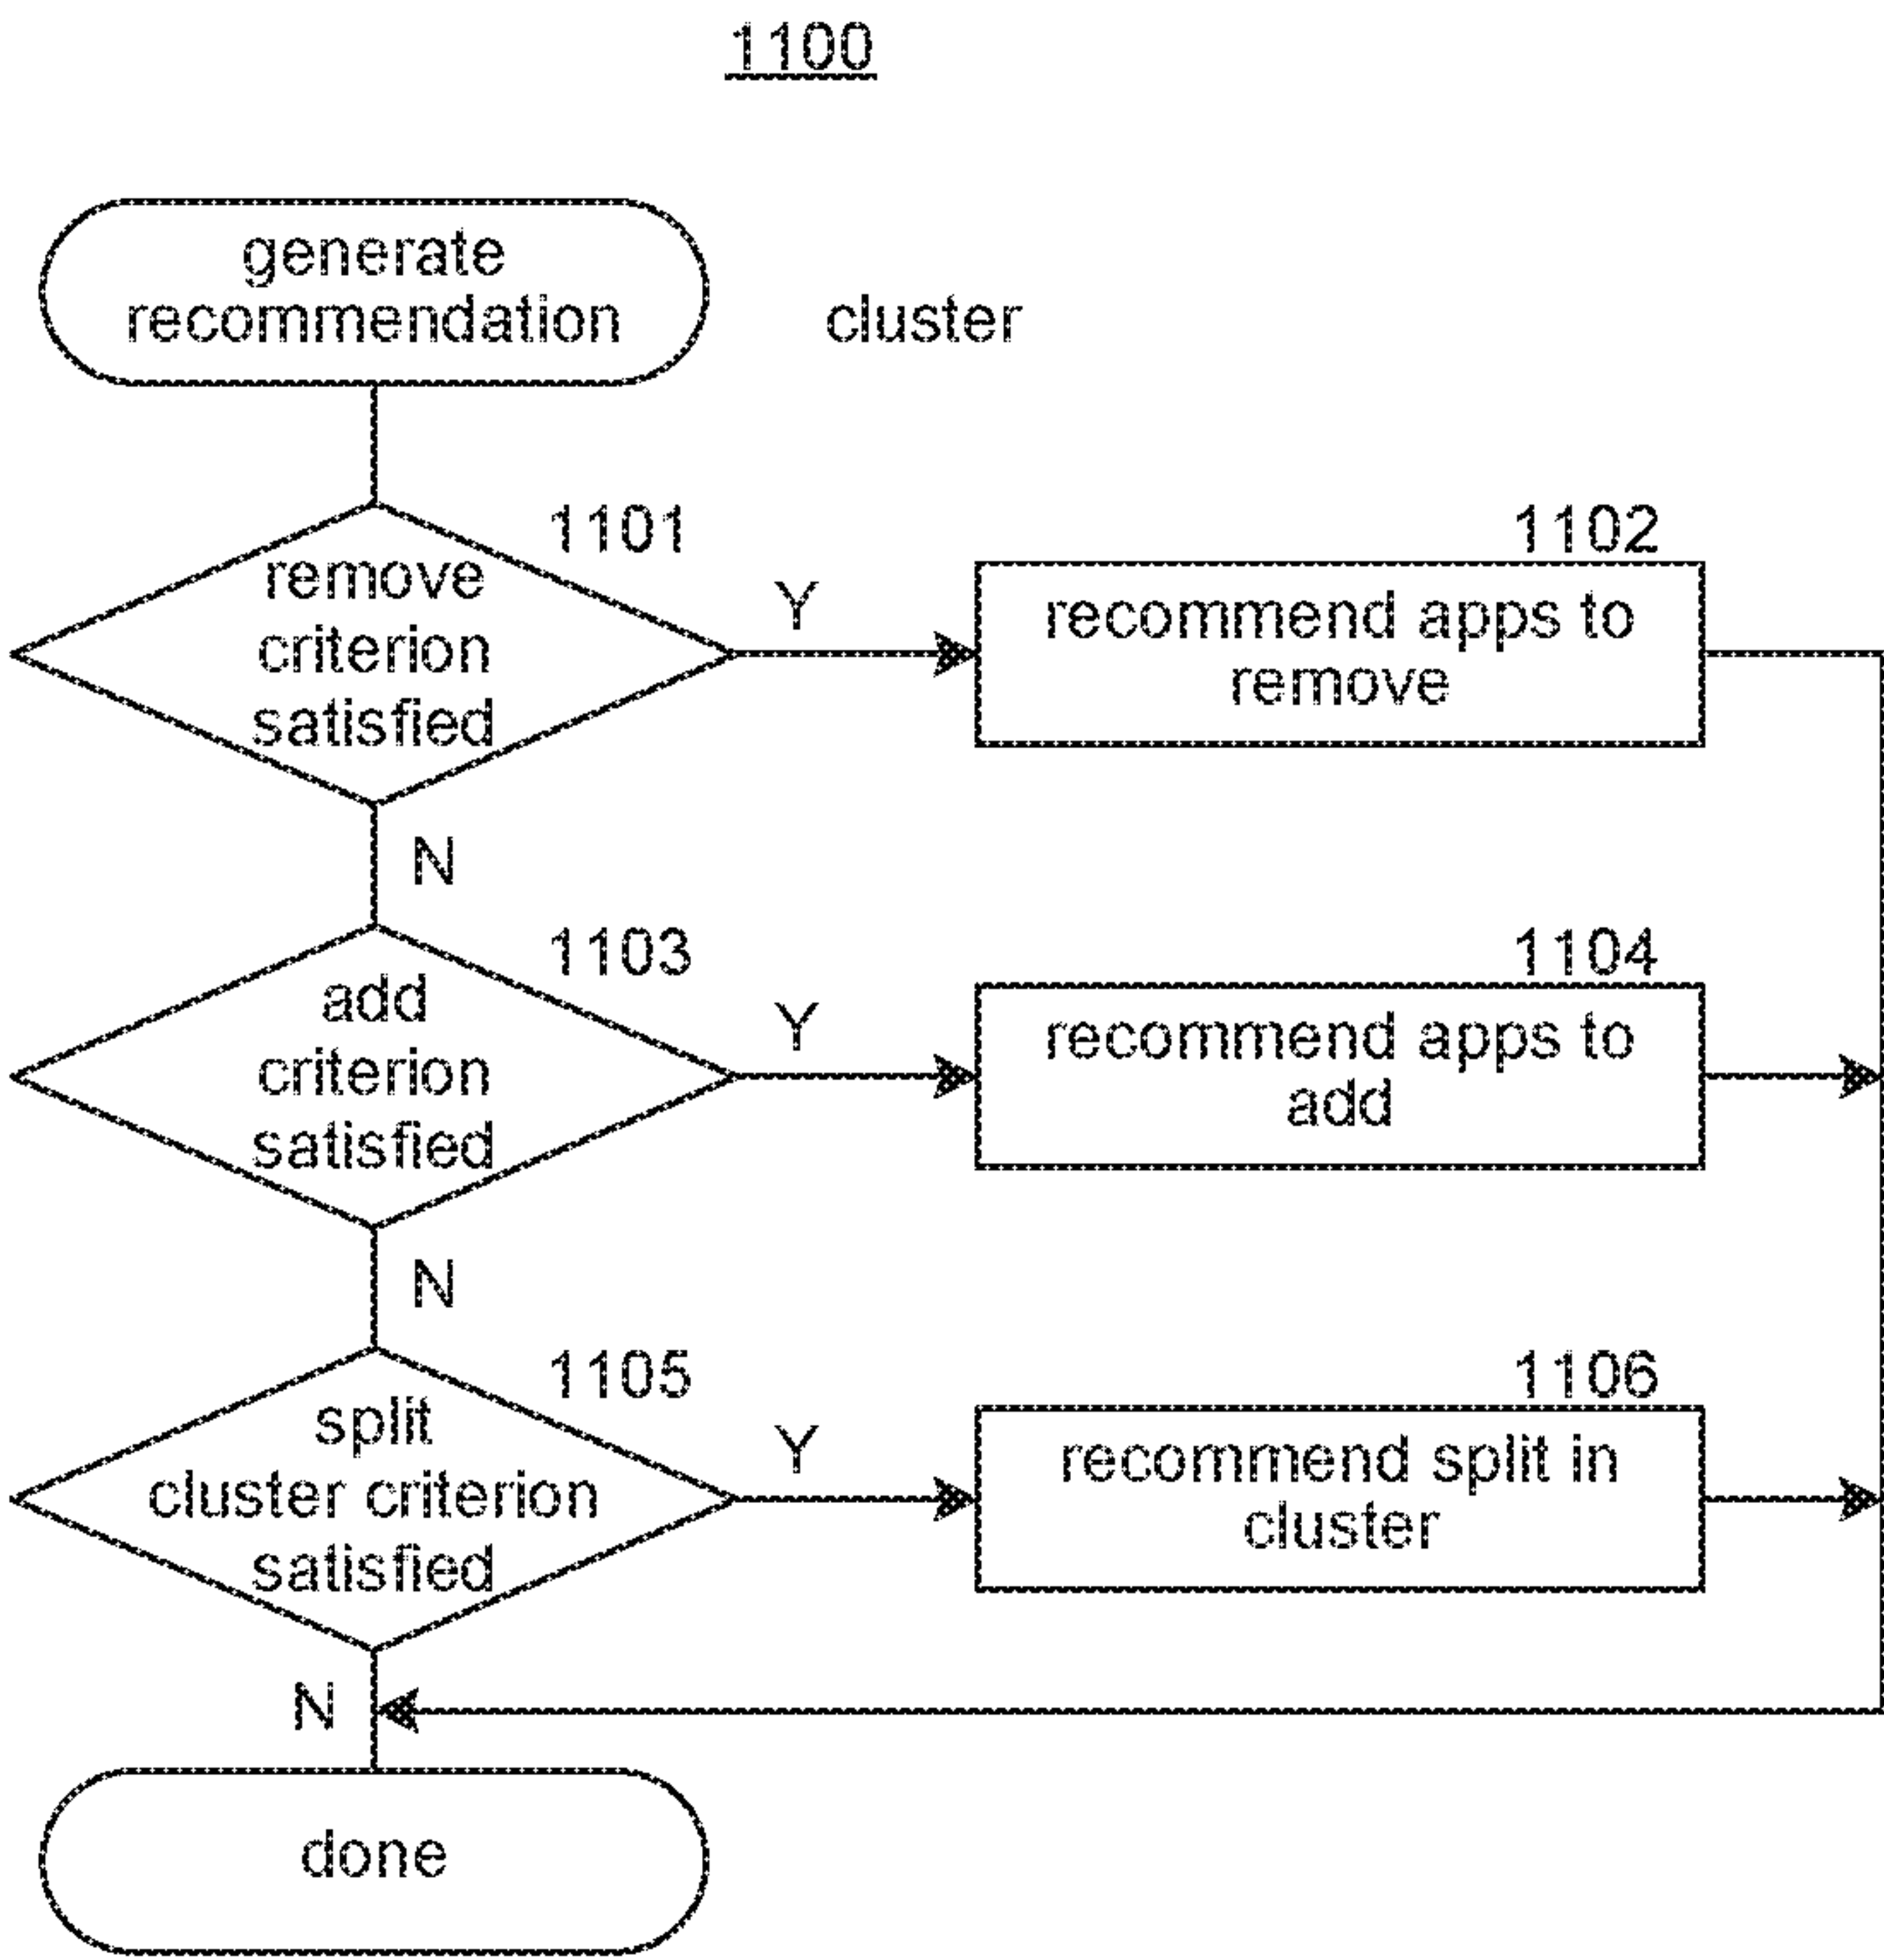 1100
generate
recommendation
cluster
1101
remove
criterion
satisfied
Y
1102
recommend apps to
remove
N
1103
add
criterion
satisfied
Y
1104
recommend apps to
add
N
1105
split
cluster criterion
satisfied
Y
1106
recommend split in
cluster
N
done